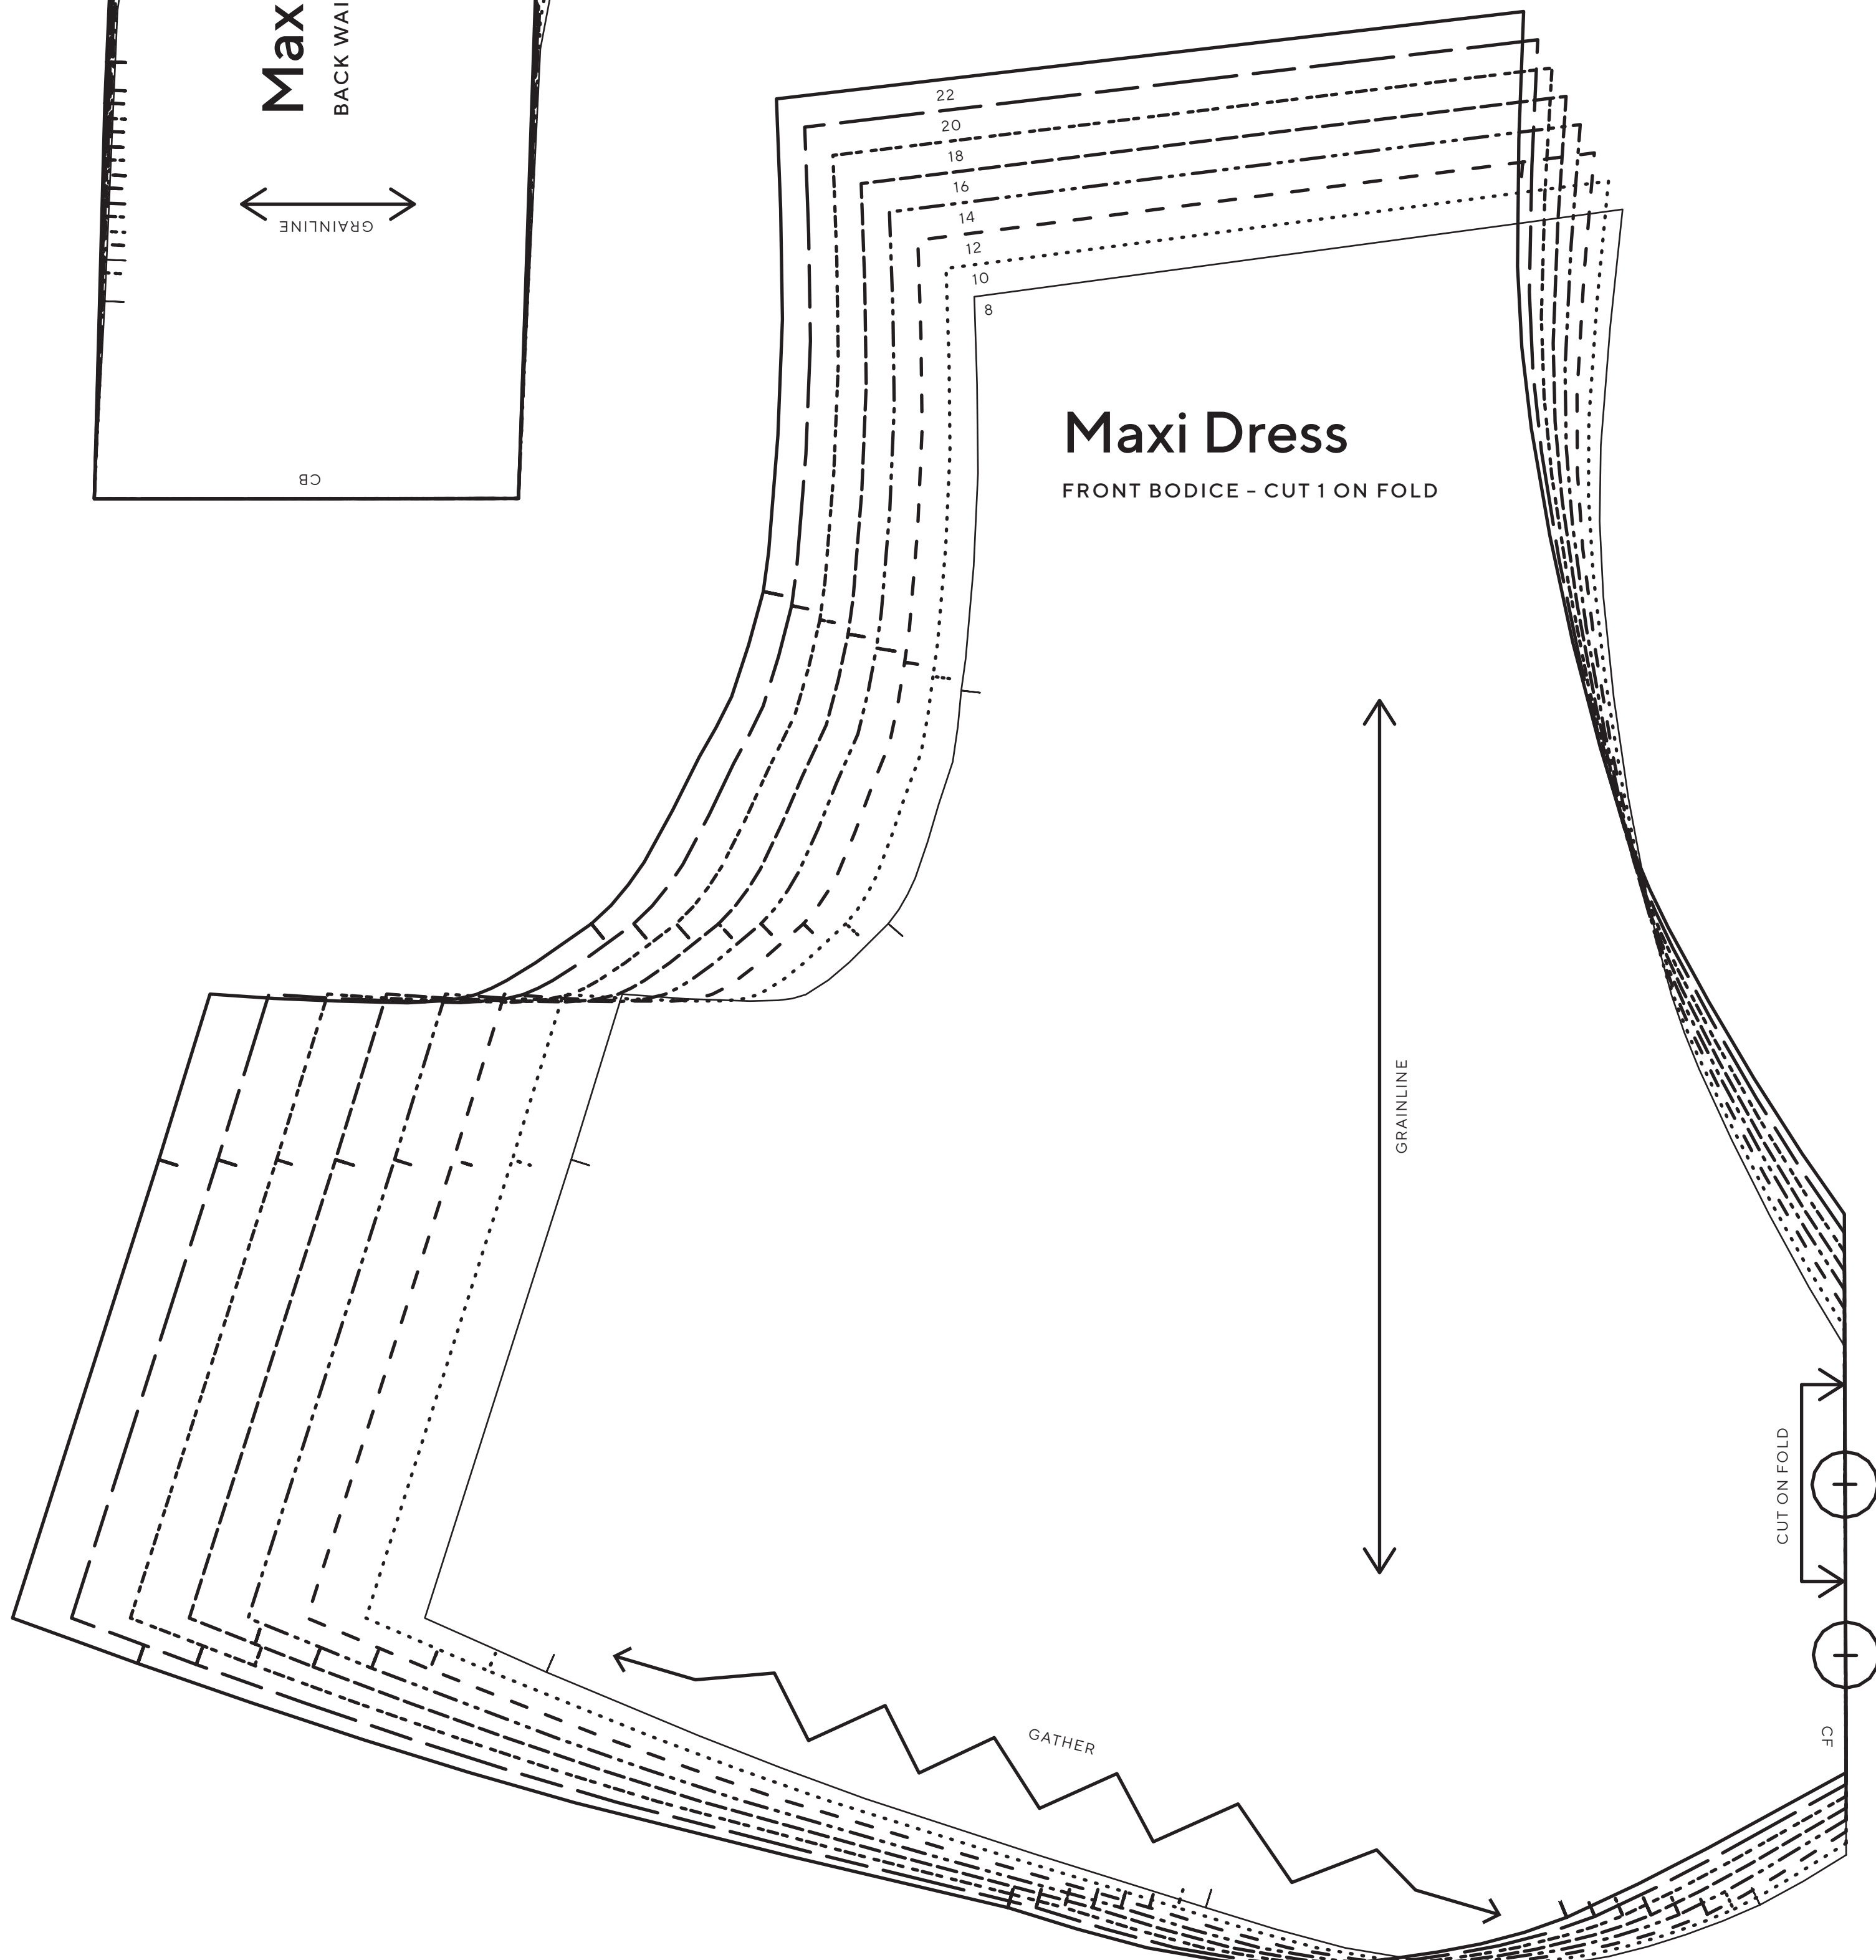 Max
BACK WAI
GRAINLINE
CB
22
20
18
16
14
12
10
8
Maxi Dress
FRONT BODICE – CUT 1 ON FOLD
GRAINLINE
CUT ON FOLD
CF
GATHER